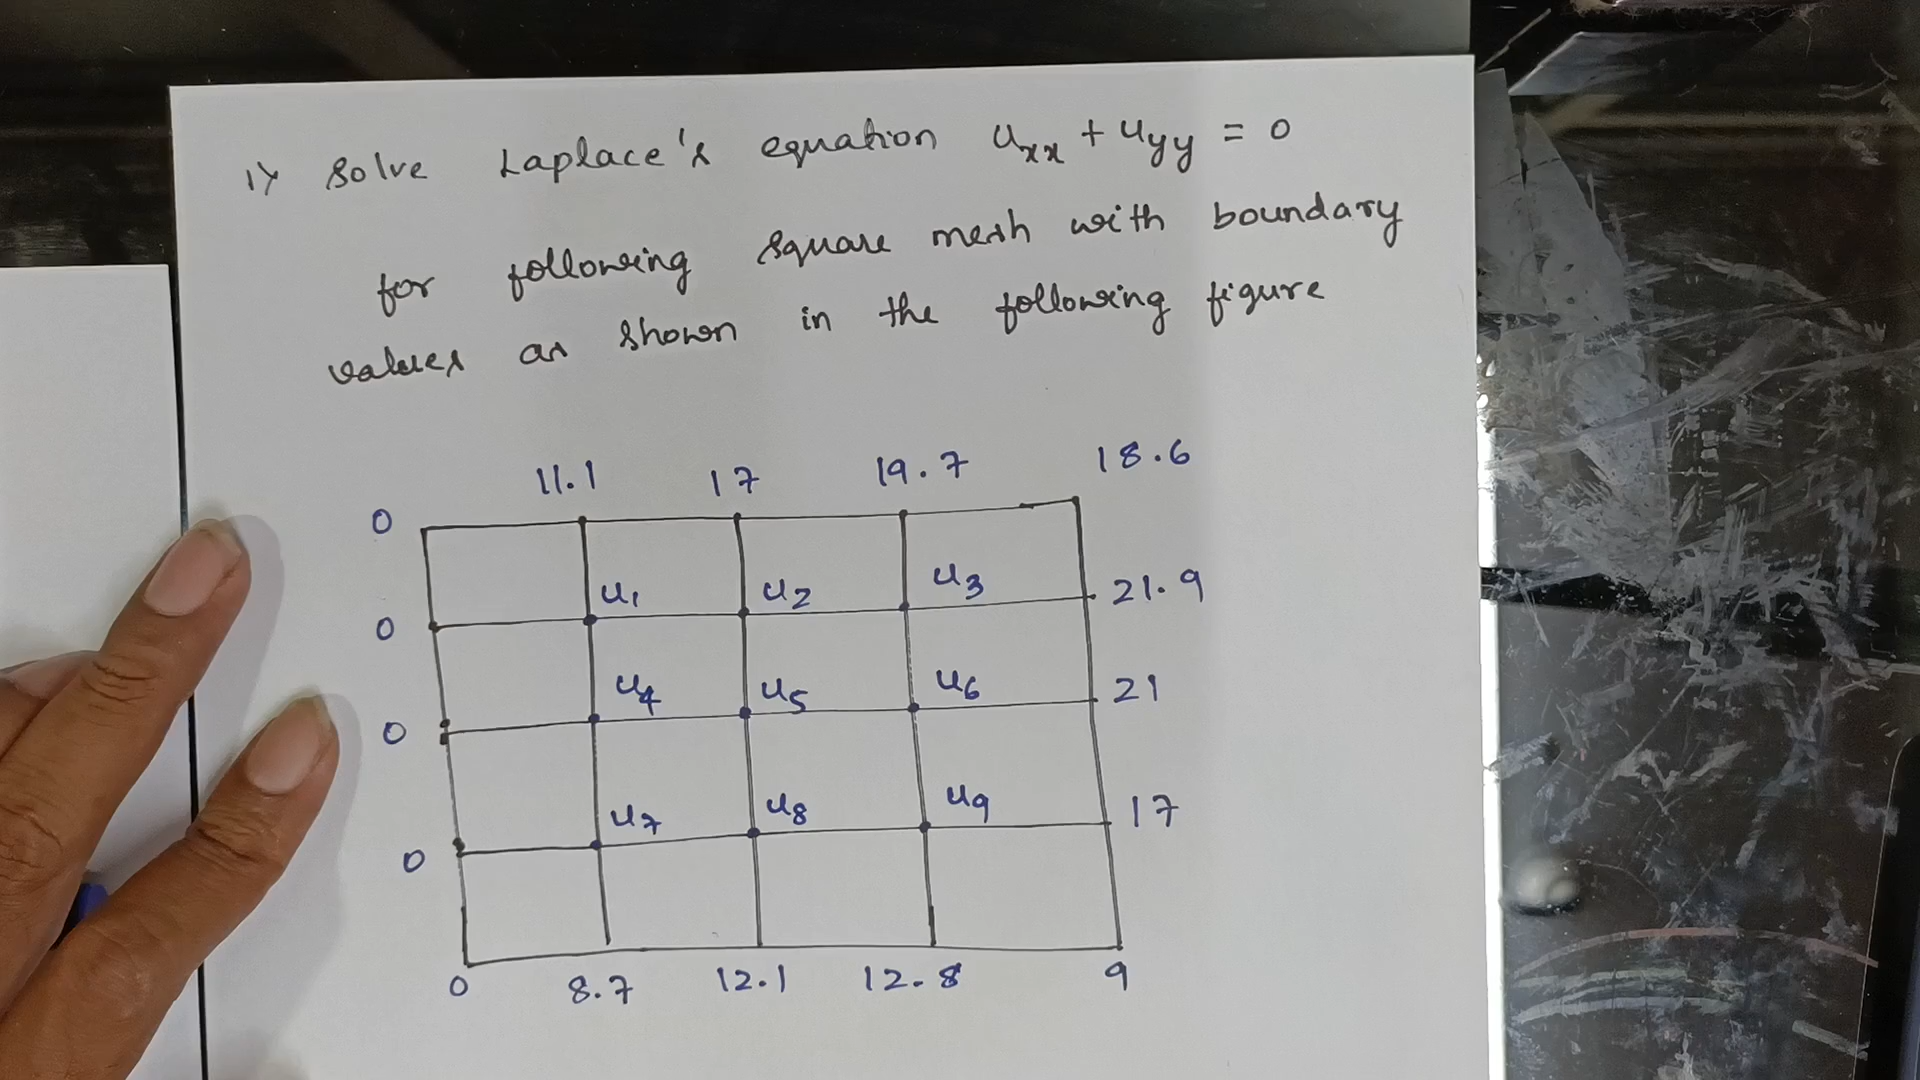 1) Solve Laplace's equation uxx + uyy = 0
for following square mesh with boundary
values as shown in the following figure
11.1 17 19.7 18.6
0
u1 u2 u3 21.9
0
u4 u5 u6 21
0
u7 u8 u9 17
0
0 8.7 12.1 12.8 9